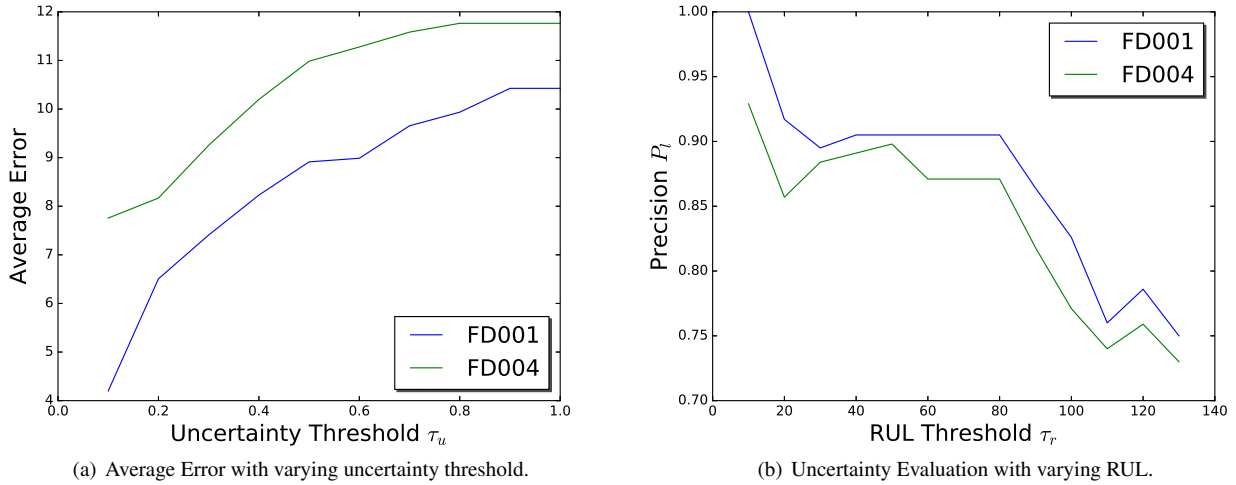 12
11
10
9
8
7
6
5
4
0.0 0.2 0.4 0.6 0.8 1.0
Average Error
Uncertainty Threshold τu
FD001
FD004
(a) Average Error with varying uncertainty threshold.
1.00
0.95
0.90
0.85
0.80
0.75
0.70
0 20 40 60 80 100 120 140
Precision Pl
RUL Threshold τr
FD001
FD004
(b) Uncertainty Evaluation with varying RUL.